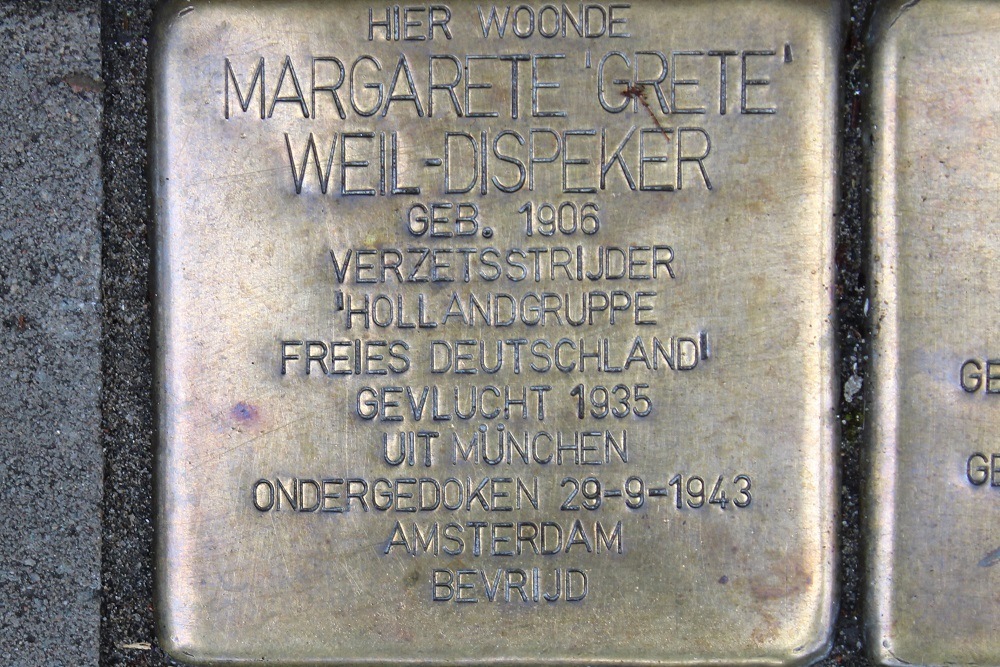 HIER WOONDE
MARGARETE 'GRETE'
WEIL-DISPEKER
GEB. 1906
VERZETSSTRIJDER
'HOLLANDGRUPPE
FREIES DEUTSCHLAND'
GEVLUCHT 1935
UIT MÜNCHEN
ONDERGEDOKEN 29-9-1943
AMSTERDAM
BEVRIJD